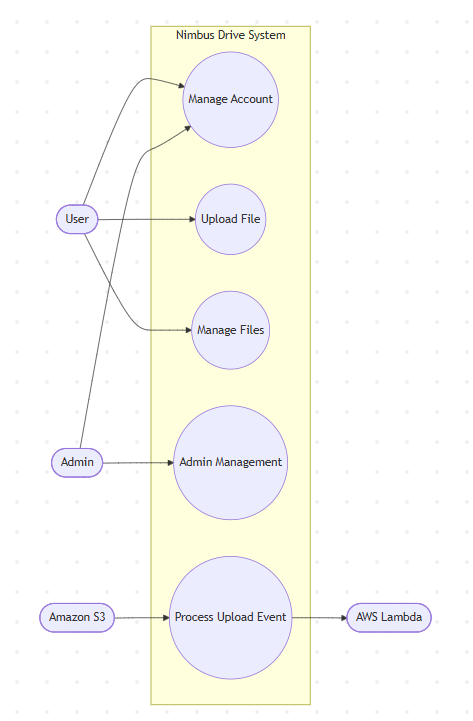 Nimbus Drive System
Manage Account
User
Upload File
Manage Files
Admin
Admin Management
Amazon S3
Process Upload Event
AWS Lambda